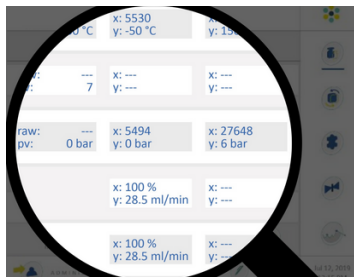 x: 5530
y: -50 °C
°C
x: ---
y: ---
7
x: ---
y: ---
raw: ---
pv: 0 bar
x: 5494
y: 0 bar
x: 27648
y: 6 bar
x: 100 %
y: 28.5 ml/min
x: ---
y: ---
x: 100 %
y: 28.5 ml/min
x: ---
y: ---